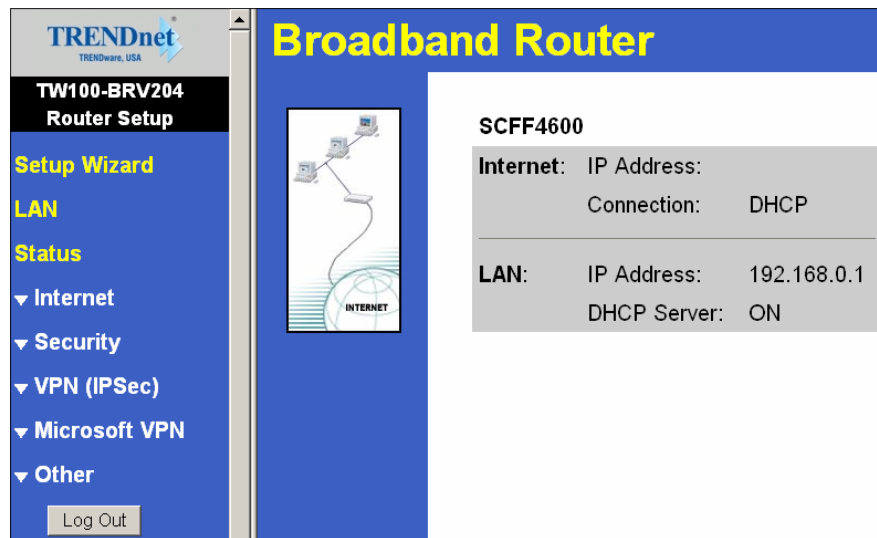 TRENDnet
TRENDware, USA
TW100-BRV204
Router Setup
Setup Wizard
LAN
Status
Internet
Security
VPN (IPSec)
Microsoft VPN
Other
Log Out
Broadband Router
INTERNET
SCFF4600
Internet: IP Address:
Connection: DHCP
LAN: IP Address: 192.168.0.1
DHCP Server: ON